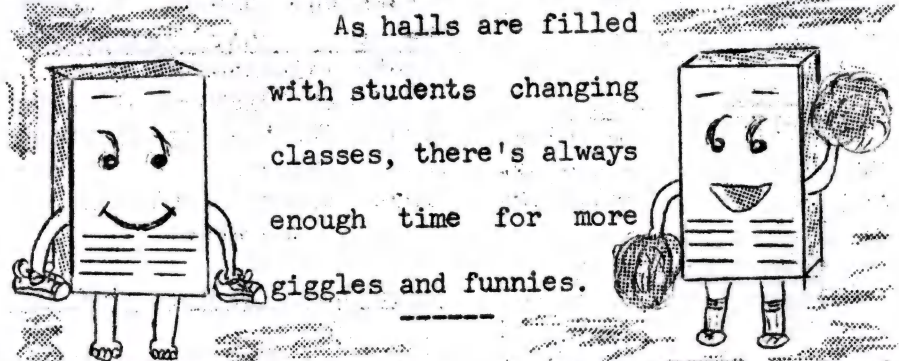 As halls are filled
with students changing
classes, there's always
enough time for more
giggles and funnies.